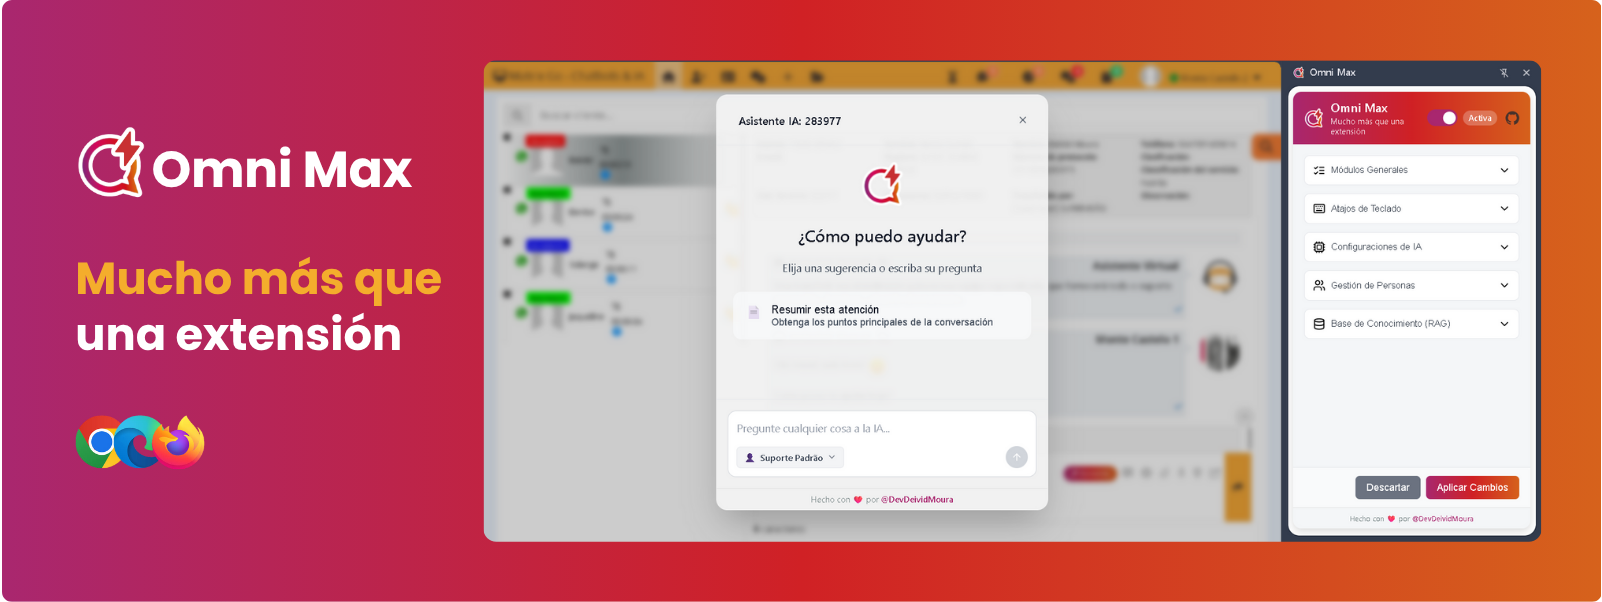 Omni Max
Mucho más que
una extensión
Asistente IA: 283977
¿Cómo puedo ayudar?
Elija una sugerencia o escriba su pregunta
Resumir esta atención
Obtenga los puntos principales de la conversación
Pregunte cualquier cosa a la IA...
Suporte Padrão
Hecho con por @DevDeividMoura
Asistente Virtual
Omni Max
Omni Max
Mucho más que una
extensión
Activa
Módulos Generales
Atajos de Teclado
Configuraciones de IA
Gestión de Personas
Base de Conocimiento (RAG)
Descartar
Aplicar Cambios
Hecho con por @DevDeividMoura